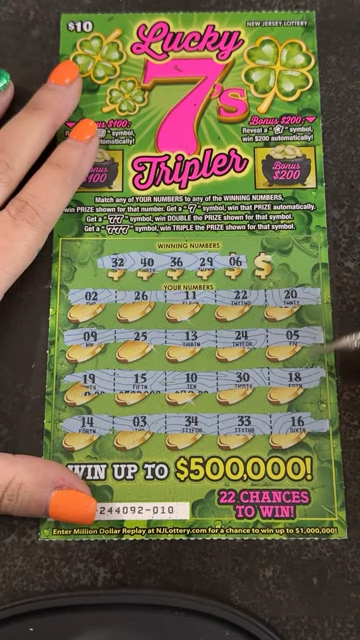 $10
NEW JERSEY LOTTERY
Lucky
7's
Tripler
Bonus $100:
symbol,
automatically!
Bonus $200:
Reveal a symbol,
win $200 automatically!
$100
Bonus
$200
Match any of YOUR NUMBERS to any of the WINNING NUMBERS,
win PRIZE shown for that number. Get a "7" symbol, win that PRIZE automatically.
Get a "77" symbol, win DOUBLE the PRIZE shown for that symbol.
Get a "777" symbol, win TRIPLE the PRIZE shown for that symbol.
WINNING NUMBERS
32 40 36 29 06
YOUR NUMBERS
02 26 11 22 20
09 25 13 24 05
19 15 10 30 18
14 03 34 33 16
WIN UP TO $500,000!
244092-010
22 CHANCES
TO WIN!
Enter Million Dollar Replay at NJLottery.com for a chance to win up to $1,000,000!